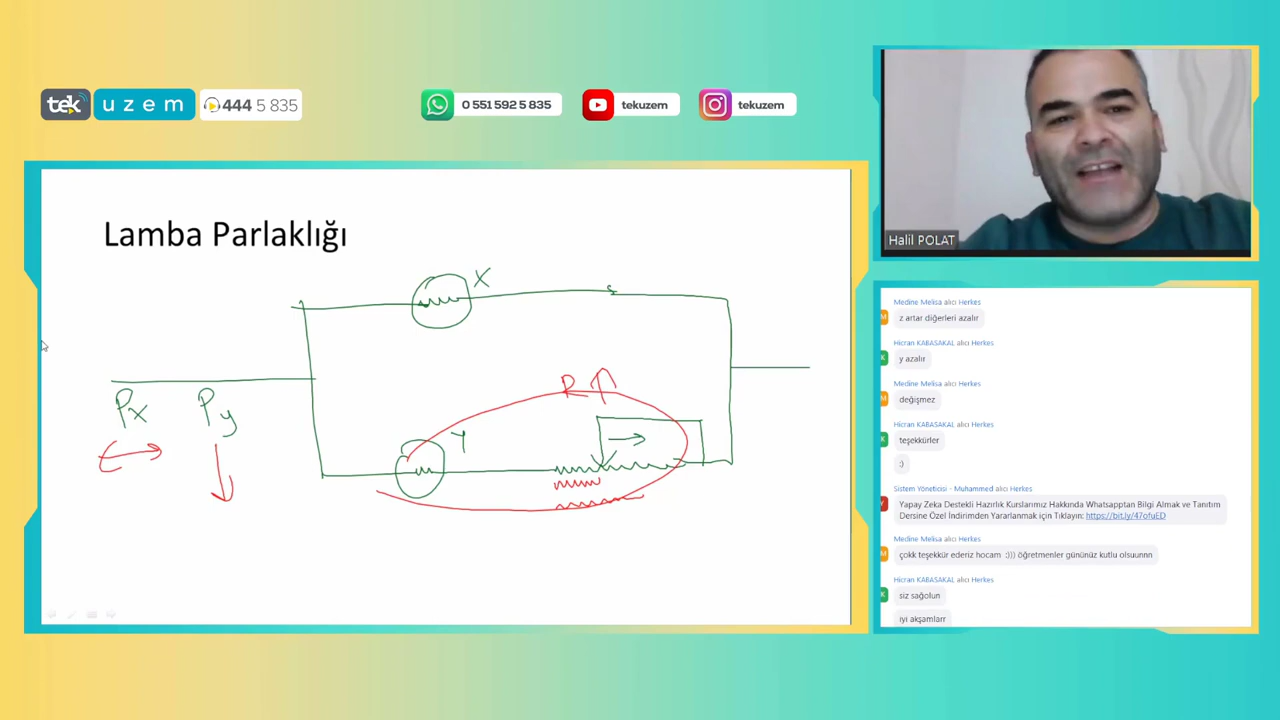 tek uzem 444 5 835
0 551 592 5 835
tekuzem
tekuzem
Halil POLAT
Lamba Parlaklığı
X
Px Py
R
Y
Medine Melisa alıcı Herkes
z artar diğerleri azalır
Hicran KABASAKAL alıcı Herkes
y azalır
Medine Melisa alıcı Herkes
değişmez
Hicran KABASAKAL alıcı Herkes
teşekkürler
:)
Sistem Yöneticisi - Muhammed alıcı Herkes
Yapay Zeka Destekli Hazırlık Kurslarımız Hakkında Whatsapptan Bilgi Almak ve Tanıtım
Dersine Özel İndirimden Yararlanmak için Tıklayın: https://bit.ly/47ofuED
Medine Melisa alıcı Herkes
çokk teşekkür ederiz hocam :))) öğretmenler gününüz kutlu olsuunnn
Hicran KABASAKAL alıcı Herkes
siz sağolun
iyi akşamlarr